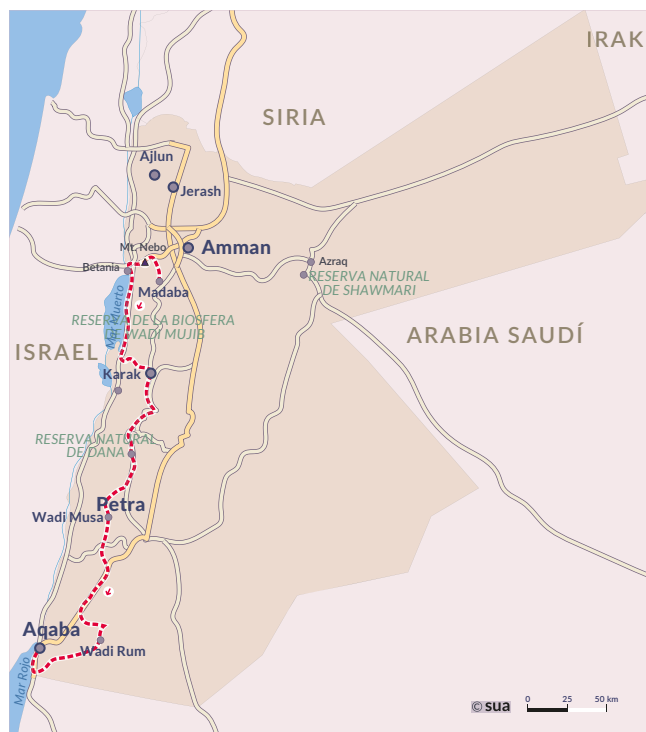 IRAK
SIRIA
Ajlun
Jerash
Mt. Nebo
Amman
Betania
Azraq
RESERVA NATURAL
DE SHAWMARI
Madaba
Mar Muerto
RESERVA DE LA BIOSFERA
DE WADI MUJIB
ARABIA SAUDÍ
ISRAEL
Karak
RESERVA NATURAL
DE DANA
Petra
Wadi Musa
Aqaba
Wadi Rum
Mar Rojo
© sua
0 25 50 km